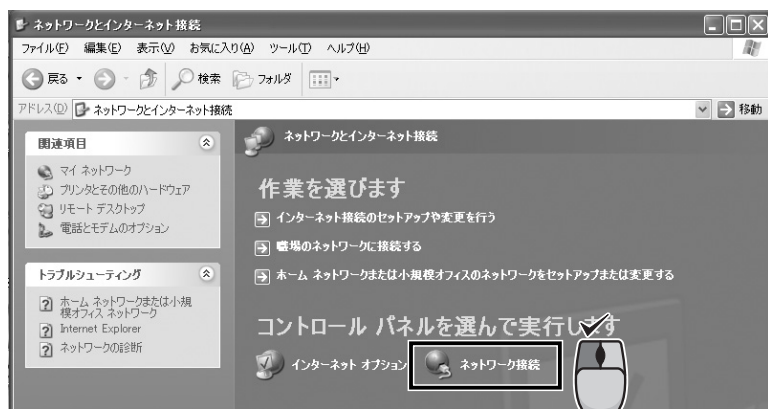 ネットワークとインターネット接続
ファイル(F) 編集(E) 表示(V) お気に入り(A) ツール(T) ヘルプ(H)
戻る 検索 フォルダ
アドレス(D) ネットワークとインターネット接続 移動
関連項目
マイ ネットワーク
プリンタとその他のハードウェア
リモート デスクトップ
電話とモデムのオプション
トラブルシューティング
ホーム ネットワークまたは小規
模オフィス ネットワーク
Internet Explorer
ネットワークの診断
ネットワークとインターネット接続
作業を選びます
インターネット接続のセットアップや変更を行う
職場のネットワークに接続する
ホーム ネットワークまたは小規模オフィスのネットワークをセットアップまたは変更する
コントロール パネルを選んで実行します
インターネット オプション ネットワーク接続